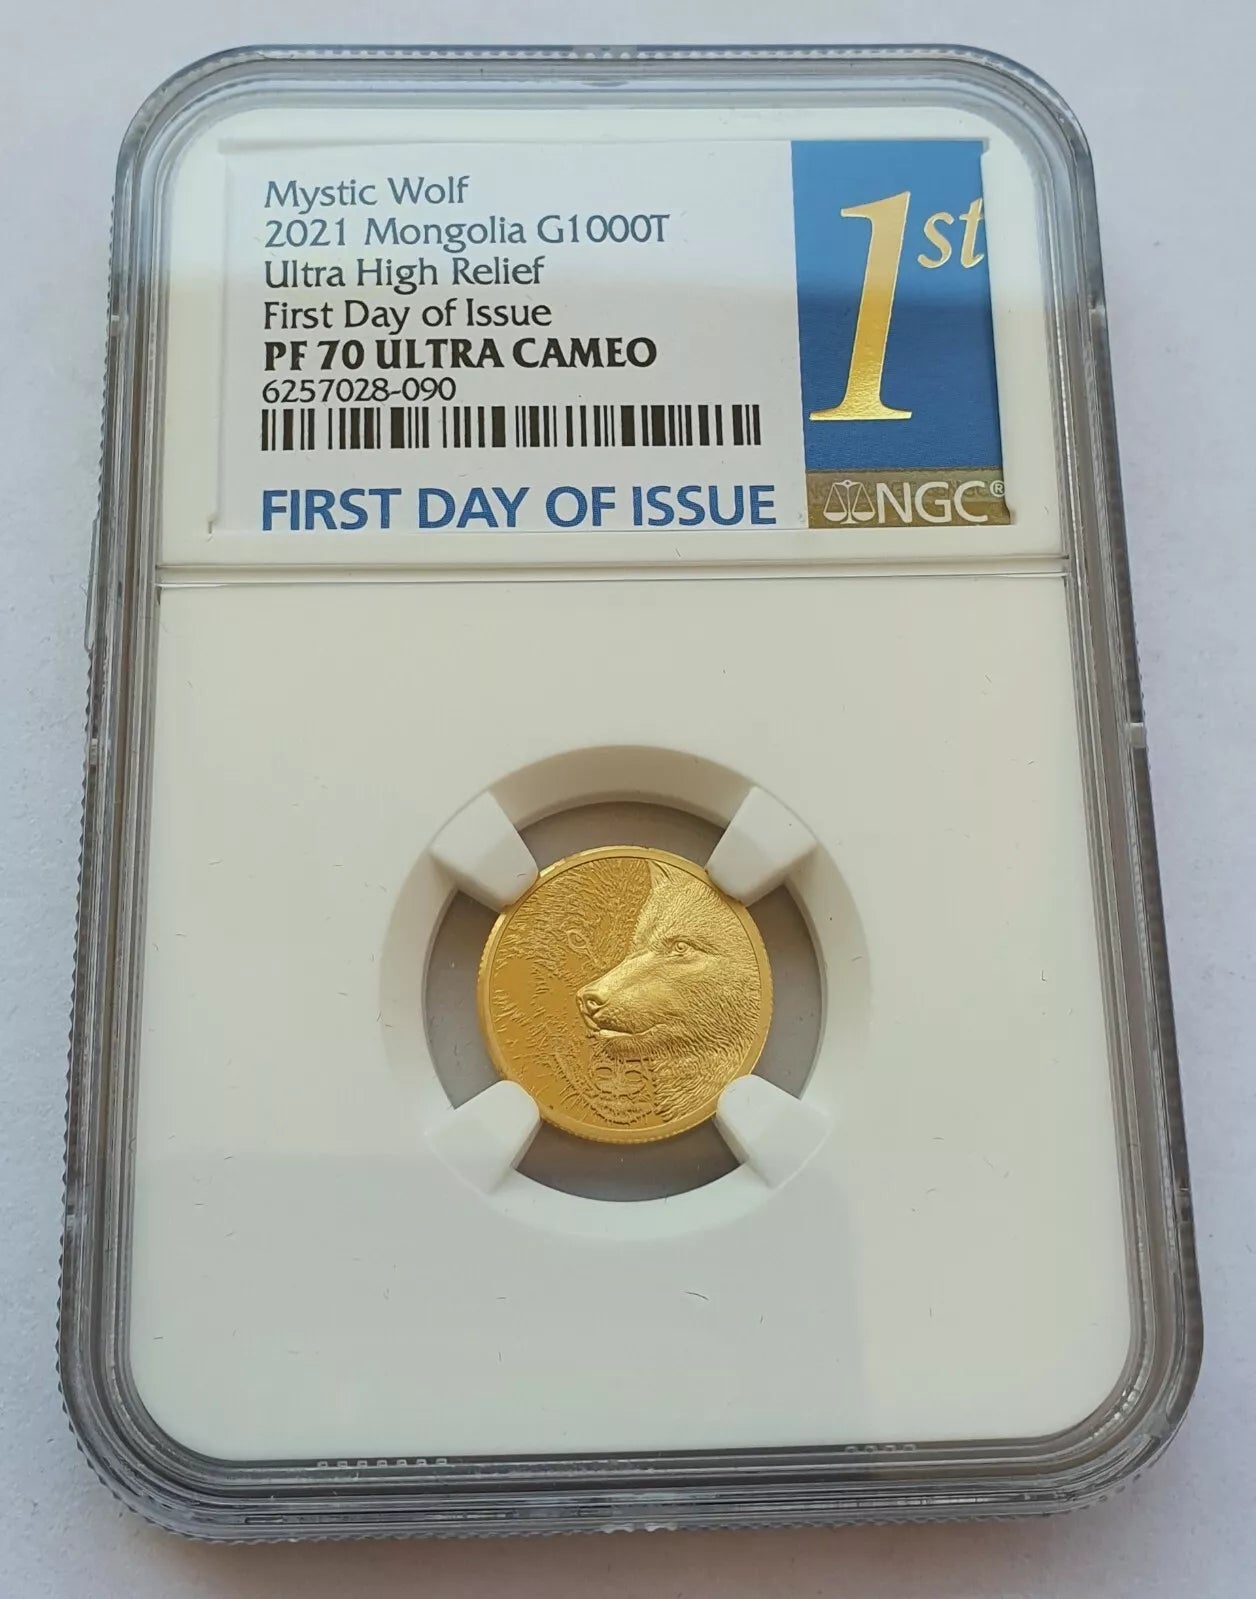 Mystic Wolf
2021 Mongolia G1000T
Ultra High Relief
First Day of Issue
PF 70 ULTRA CAMEO
6257028-090
FIRST DAY OF ISSUE
1st
NGC®